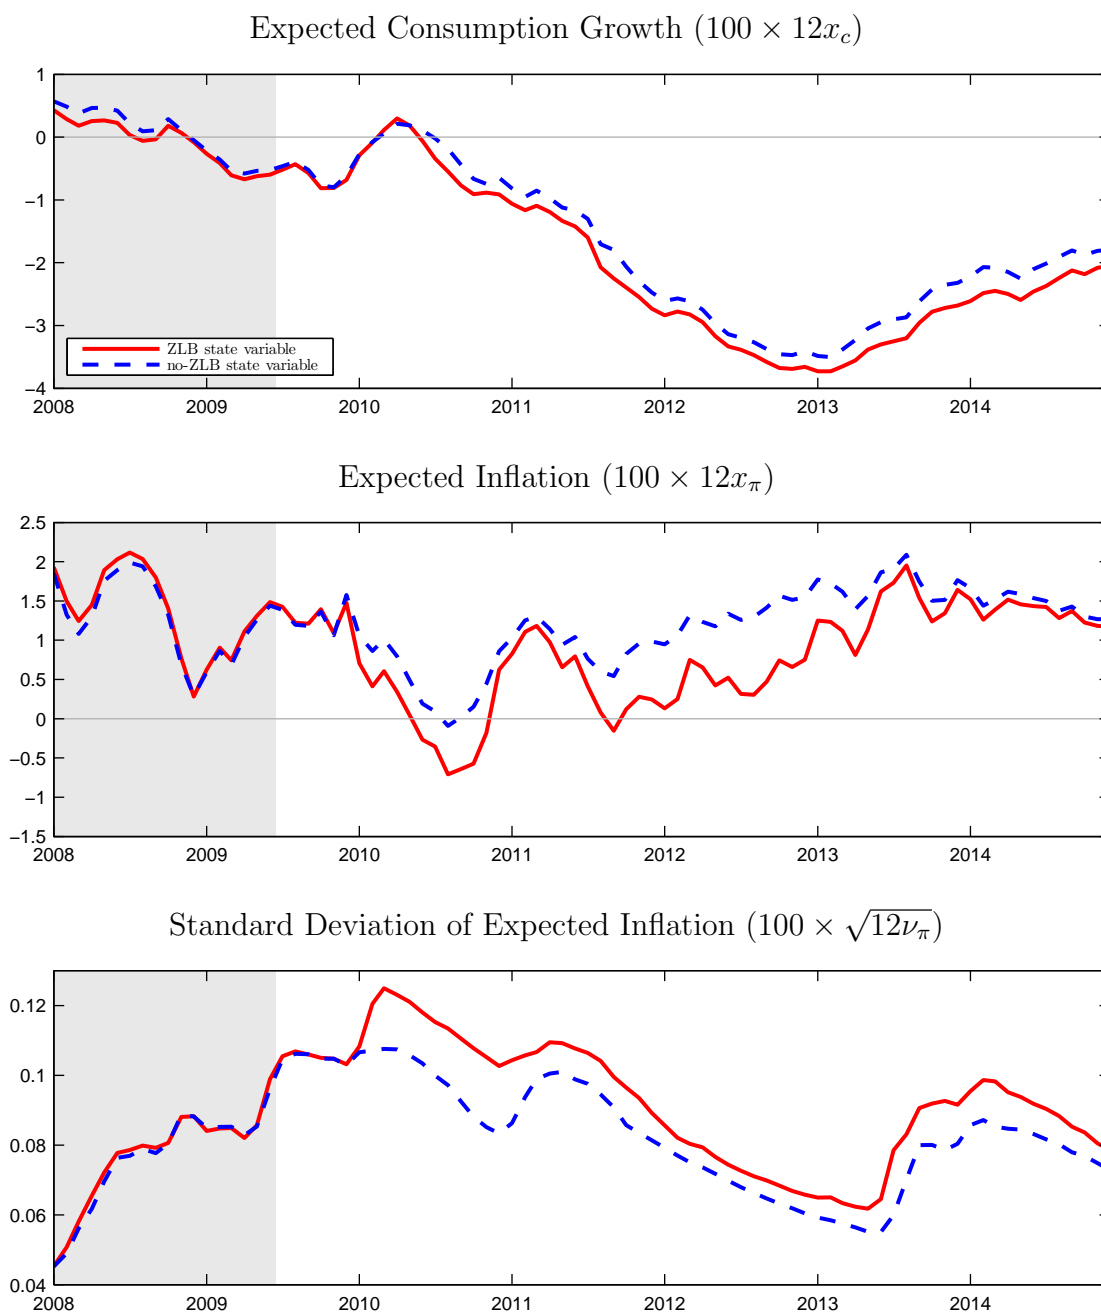 Expected Consumption Growth (100 × 12x_c)
1
0
−1
−2
−3
−4
ZLB state variable
no-ZLB state variable
2008 2009 2010 2011 2012 2013 2014
Expected Inflation (100 × 12x_π)
2.5
2
1.5
1
0.5
0
−0.5
−1
−1.5
2008 2009 2010 2011 2012 2013 2014
Standard Deviation of Expected Inflation (100 × √12ν_π)
0.12
0.1
0.08
0.06
0.04
2008 2009 2010 2011 2012 2013 2014